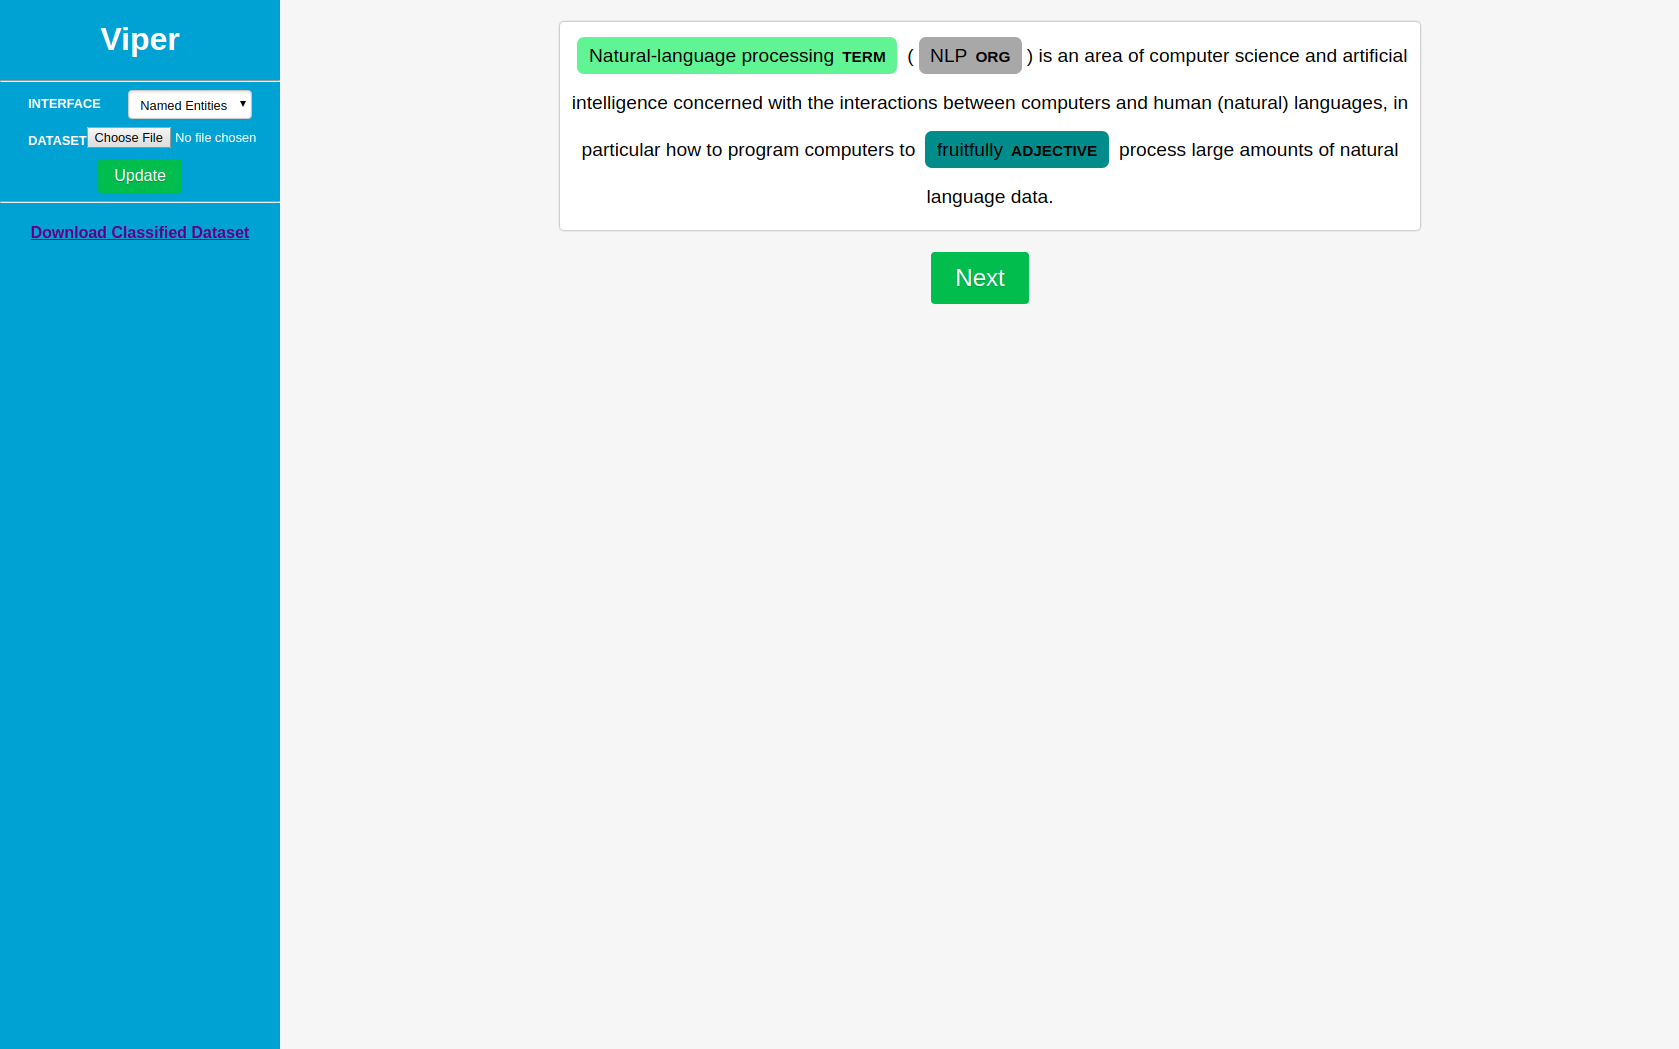 Viper
INTERFACE Named Entities
DATASET Choose File No file chosen
Update
Download Classified Dataset
Natural-language processing TERM ( NLP ORG ) is an area of computer science and artificial
intelligence concerned with the interactions between computers and human (natural) languages, in
particular how to program computers to fruitfully ADJECTIVE process large amounts of natural
language data.
Next